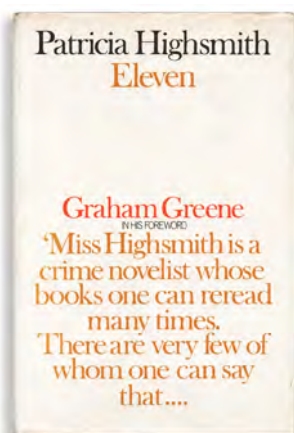 Patricia Highsmith
Eleven
Graham Greene
IN HIS FOREWORD
'Miss Highsmith is a
crime novelist whose
books one can reread
many times.
There are very few of
whom one can say
that....